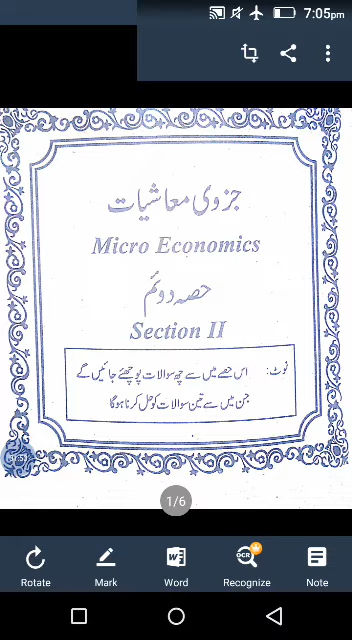 7:05pm
جزوی معاشیات
Micro Economics
حصہ دوئم
Section II
نوٹ: اس حصے میں سے چھ سوالات پوچھے جائیں گے
جن میں سے تین سوالات کو حل کرنا ہوگا
1/6
Rotate Mark Word Recognize Note
OCR